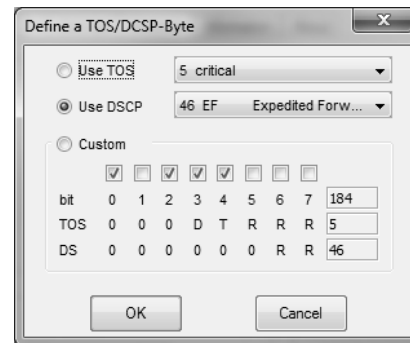 Define a TOS/DCSP-Byte
X
Use TOS 5 critical
Use DSCP 46 EF Expedited Forw...
Custom
bit 0 1 2 3 4 5 6 7 184
TOS 0 0 0 D T R R R 5
DS 0 0 0 0 0 0 R R 46
OK Cancel